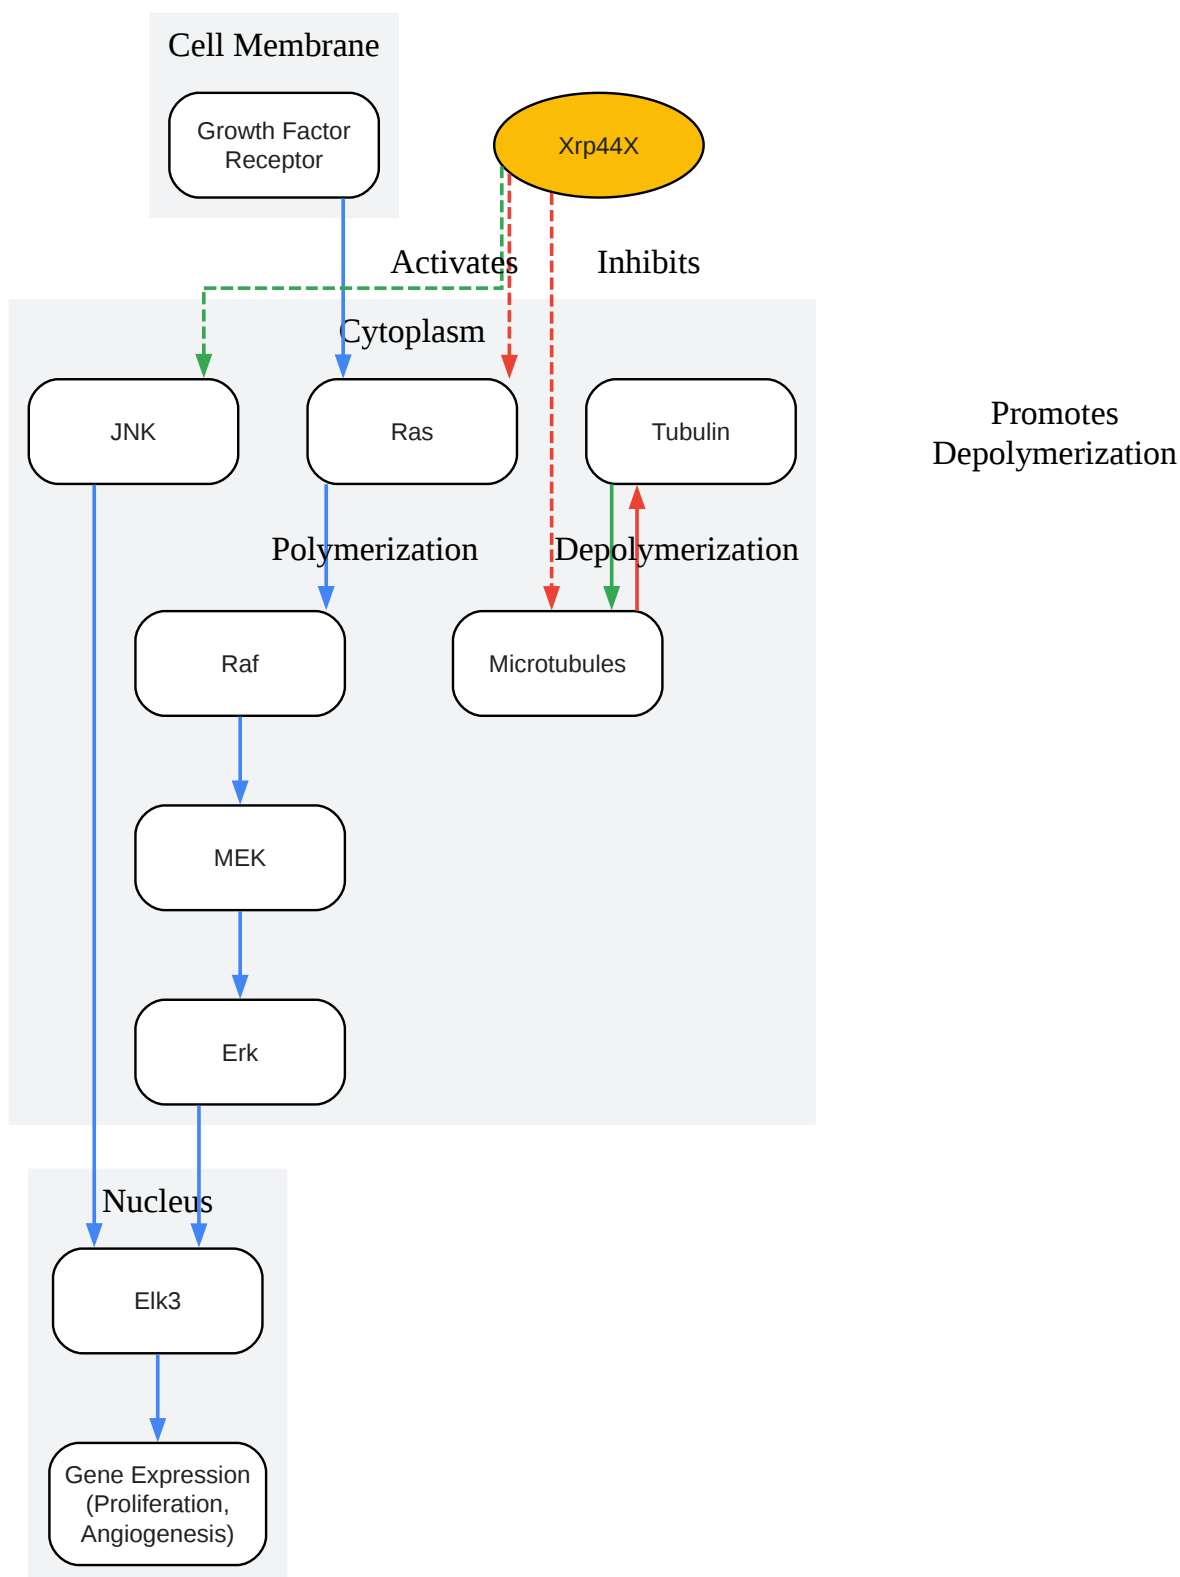 Cell Membrane
Growth Factor
Receptor
Xrp44X
Activates
Inhibits
Cytoplasm
JNK
Ras
Tubulin
Promotes
Depolymerization
Polymerization
Depolymerization
Raf
Microtubules
MEK
Erk
Nucleus
Elk3
Gene Expression
(Proliferation,
Angiogenesis)